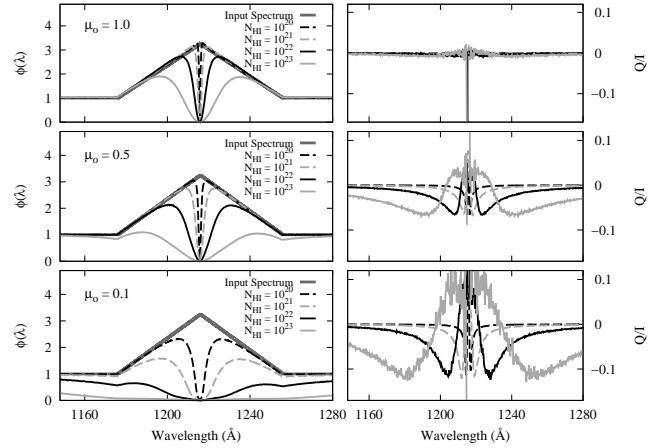 μo = 1.0
Input Spectrum
NHI = 10^20
NHI = 10^21
NHI = 10^22
NHI = 10^23
ϕ(λ)
4
3
2
1
0
0.1
0
−0.1
Q/I
μo = 0.5
Input Spectrum
NHI = 10^20
NHI = 10^21
NHI = 10^22
NHI = 10^23
ϕ(λ)
4
3
2
1
0
0.1
0
−0.1
Q/I
μo = 0.1
Input Spectrum
NHI = 10^20
NHI = 10^21
NHI = 10^22
NHI = 10^23
ϕ(λ)
4
3
2
1
0
0.1
0
−0.1
Q/I
1160 1200 1240 1280
Wavelength (Å)
1160 1200 1240 1280
Wavelength (Å)